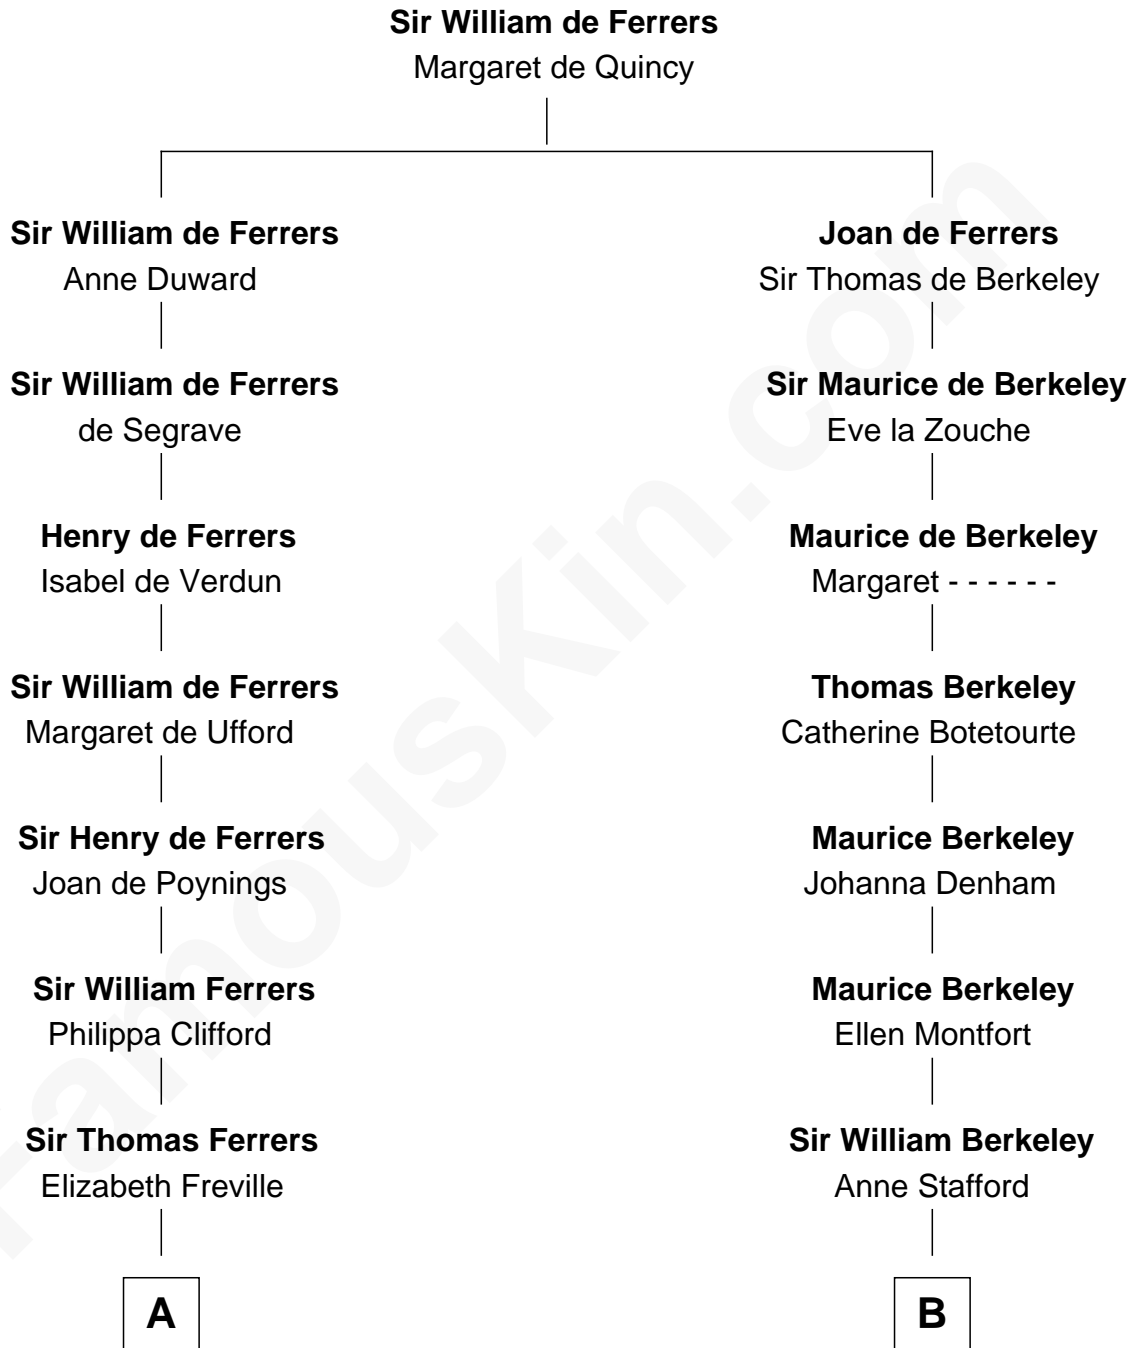 Sir William de Ferrers
Margaret de Quincy
Sir William de Ferrers
Anne Duward
Sir William de Ferrers
de Segrave
Henry de Ferrers
Isabel de Verdun
Sir William de Ferrers
Margaret de Ufford
Sir Henry de Ferrers
Joan de Poynings
Sir William Ferrers
Philippa Clifford
Sir Thomas Ferrers
Elizabeth Freville
A
Joan de Ferrers
Sir Thomas de Berkeley
Sir Maurice de Berkeley
Eve la Zouche
Maurice de Berkeley
Margaret - - - - - -
Thomas Berkeley
Catherine Botetourte
Maurice Berkeley
Johanna Denham
Maurice Berkeley
Ellen Montfort
Sir William Berkeley
Anne Stafford
B
FamousKin.com